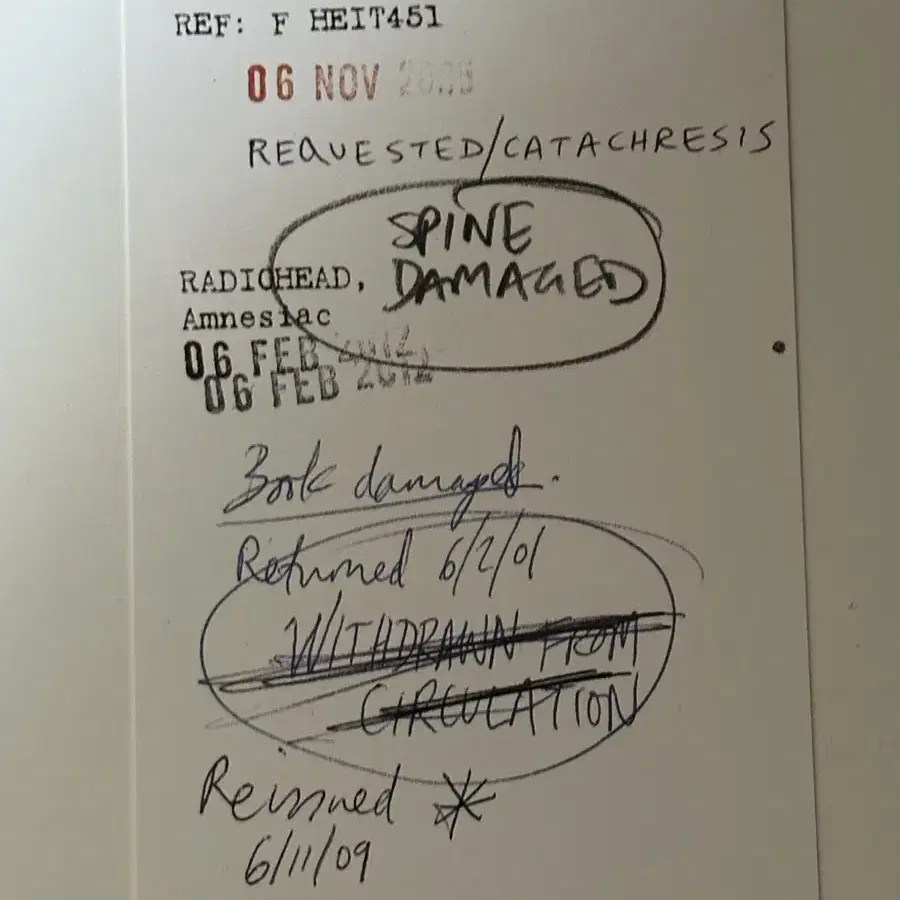 REF: F HEIT451
06 NOV
REQUESTED/CATACHRESIS
SPINE
DAMAGED
RADIOHEAD,
Amnesiac
06 FEB 2012
06 FEB 2012
Book damaged.
Returned 6/2/01
WITHDRAWN FROM
CIRCULATION
Reissued *
6/11/09